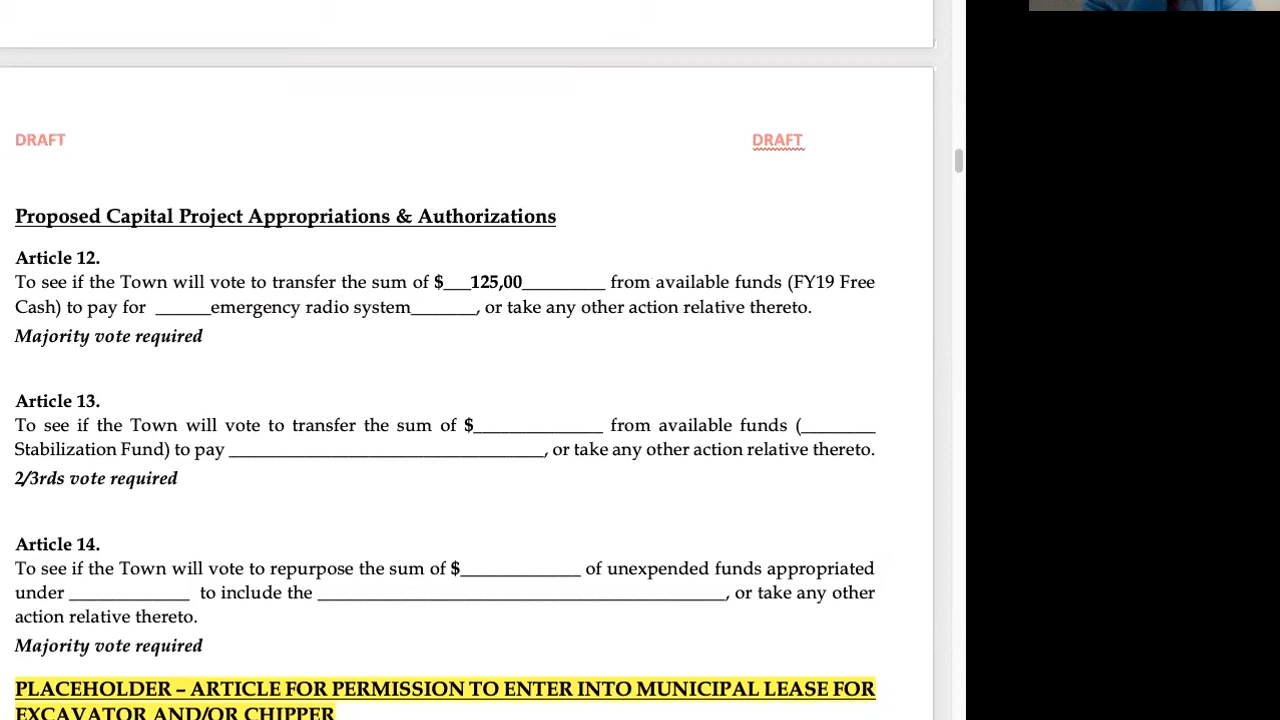 DRAFT DRAFT
Proposed Capital Project Appropriations & Authorizations
Article 12.
To see if the Town will vote to transfer the sum of $___125,00_________ from available funds (FY19 Free
Cash) to pay for ______emergency radio system_______, or take any other action relative thereto.
Majority vote required
Article 13.
To see if the Town will vote to transfer the sum of $______________ from available funds (________
Stabilization Fund) to pay __________________________________, or take any other action relative thereto.
2/3rds vote required
Article 14.
To see if the Town will vote to repurpose the sum of $_____________ of unexpended funds appropriated
under _____________ to include the ____________________________________________, or take any other
action relative thereto.
Majority vote required
PLACEHOLDER – ARTICLE FOR PERMISSION TO ENTER INTO MUNICIPAL LEASE FOR
EXCAVATOR AND/OR CHIPPER